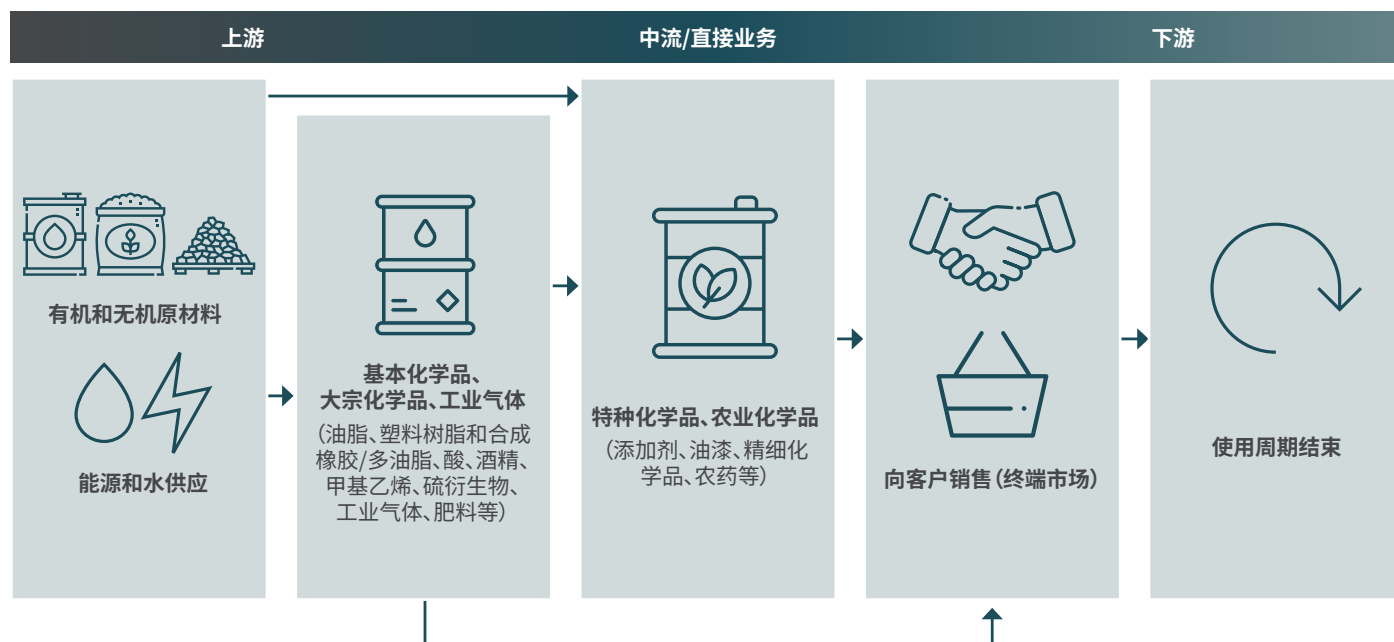 上游
中流/直接业务
下游
有机和无机原材料
能源和水供应
基本化学品、
大宗化学品、工业气体
（油脂、塑料树脂和合成
橡胶/多油脂、酸、酒精、
甲基乙烯、硫衍生物、
工业气体、肥料等）
特种化学品、农业化学品
（添加剂、油漆、精细化
学品、农药等）
向客户销售（终端市场）
使用周期结束